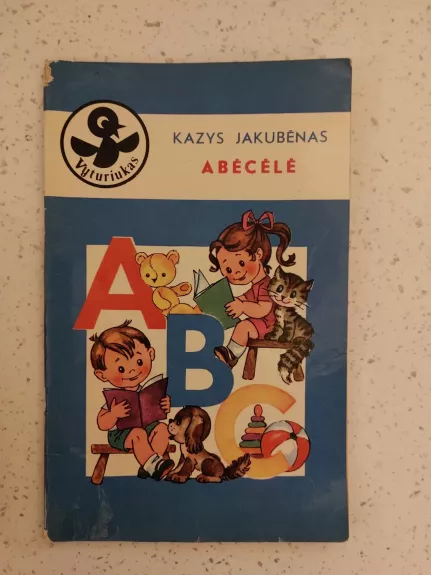 Vyturiukas
KAZYS JAKUBĖNAS
ABĖCĖLĖ
A
B
C